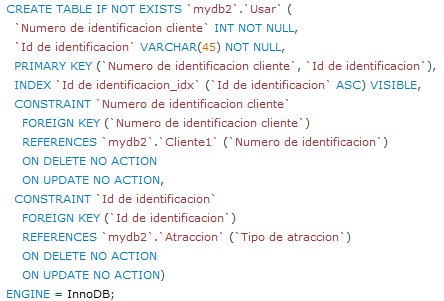 CREATE TABLE IF NOT EXISTS `mydb2`.`Usar` (
`Numero de identificacion cliente` INT NOT NULL,
`Id de identificacion` VARCHAR(45) NOT NULL,
PRIMARY KEY (`Numero de identificacion cliente`, `Id de identificacion`),
INDEX `Id de identificacion_idx` (`Id de identificacion` ASC) VISIBLE,
CONSTRAINT `Numero de identificacion cliente`
FOREIGN KEY (`Numero de identificacion cliente`)
REFERENCES `mydb2`.`Cliente1` (`Numero de identificacion`)
ON DELETE NO ACTION
ON UPDATE NO ACTION,
CONSTRAINT `Id de identificacion`
FOREIGN KEY (`Id de identificacion`)
REFERENCES `mydb2`.`Atraccion` (`Tipo de atraccion`)
ON DELETE NO ACTION
ON UPDATE NO ACTION)
ENGINE = InnoDB;